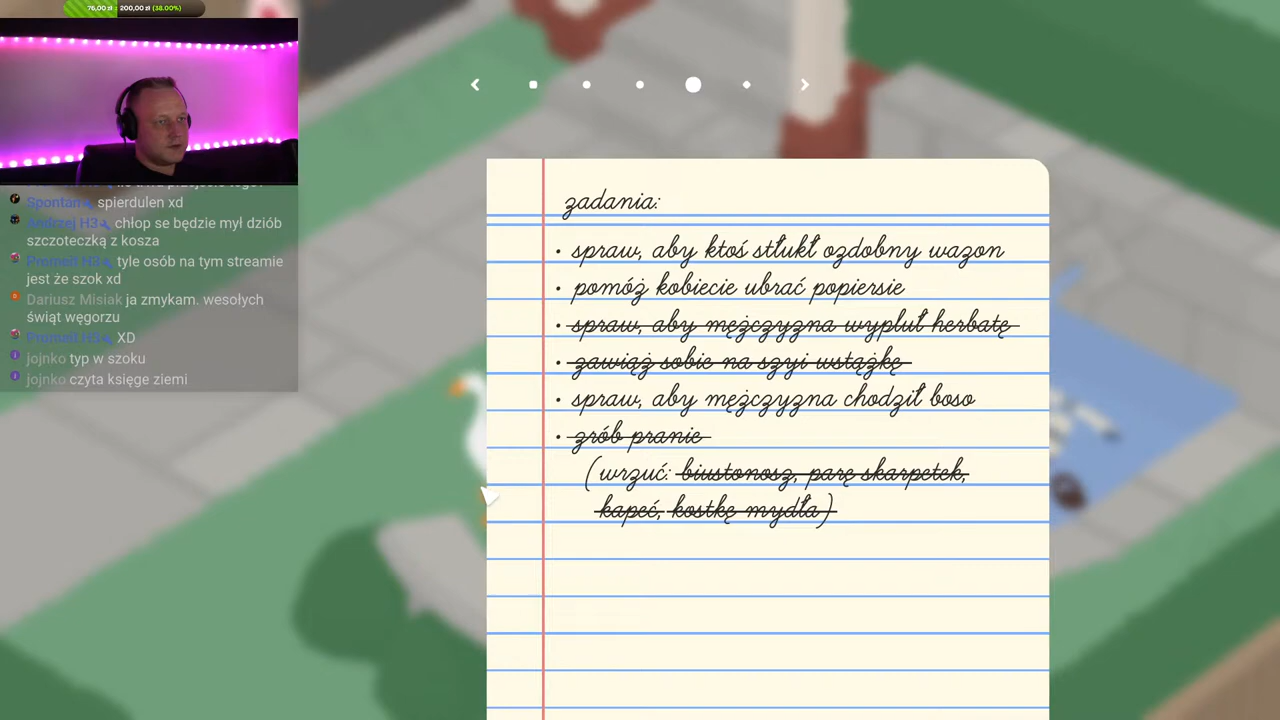 76,00 zł : 200,00 zł (38.00%)
spierdulen xd
chłop se będzie mył dziób
szczoteczką z kosza
tyle osób na tym streamie
jest że szok xd
Dariusz Misiak ja zmykam. wesołych
świąt węgorzu
XD
jojnko typ w szoku
jojnko czyta księge ziemi
zadania:
• spraw, aby ktoś stłukł ozdobny wazon
• pomóż kobiecie ubrać popiersie
• spraw, aby mężczyzna wypluł herbatę
• zawiąż sobie na szyi wstążkę
• spraw, aby mężczyzna chodził boso
• zrób pranie
(wrzuć: biustonosz, parę skarpetek,
kapeć, kostkę mydła)